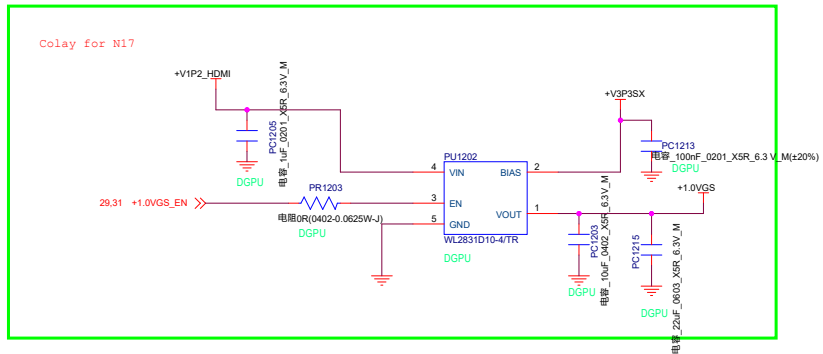 Colay for N17
+V1P2_HDMI
PC1205
电容_1uF_0201_X5R_6.3V_M
DGPU
+V3P3SX
PC1213
电容_100nF_0201_X5R_6.3 V_M(±20%)
DGPU
PU1202
4 VIN BIAS 2
29,31 +1.0VGS_EN
PR1203
电阻0R(0402-0.0625W-J)
DGPU
3 EN
5 GND
VOUT 1
WL2831D10-4/TR
DGPU
+1.0VGS
PC1203
电容_10uF_0402_X5R_6.3V_M
DGPU
PC1215
电容_22uF_0603_X5R_6.3V_M
DGPU